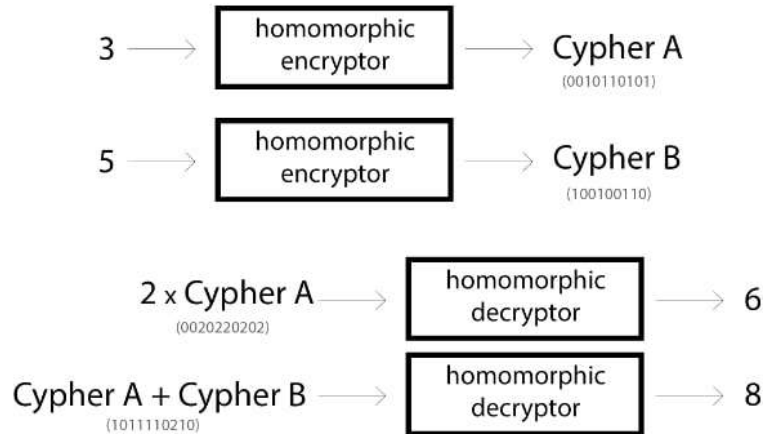 3 homomorphic encryptor Cypher A
(0010110101)
5 homomorphic encryptor Cypher B
(100100110)
2 x Cypher A homomorphic decryptor 6
(0020220202)
Cypher A + Cypher B homomorphic decryptor 8
(1011110210)